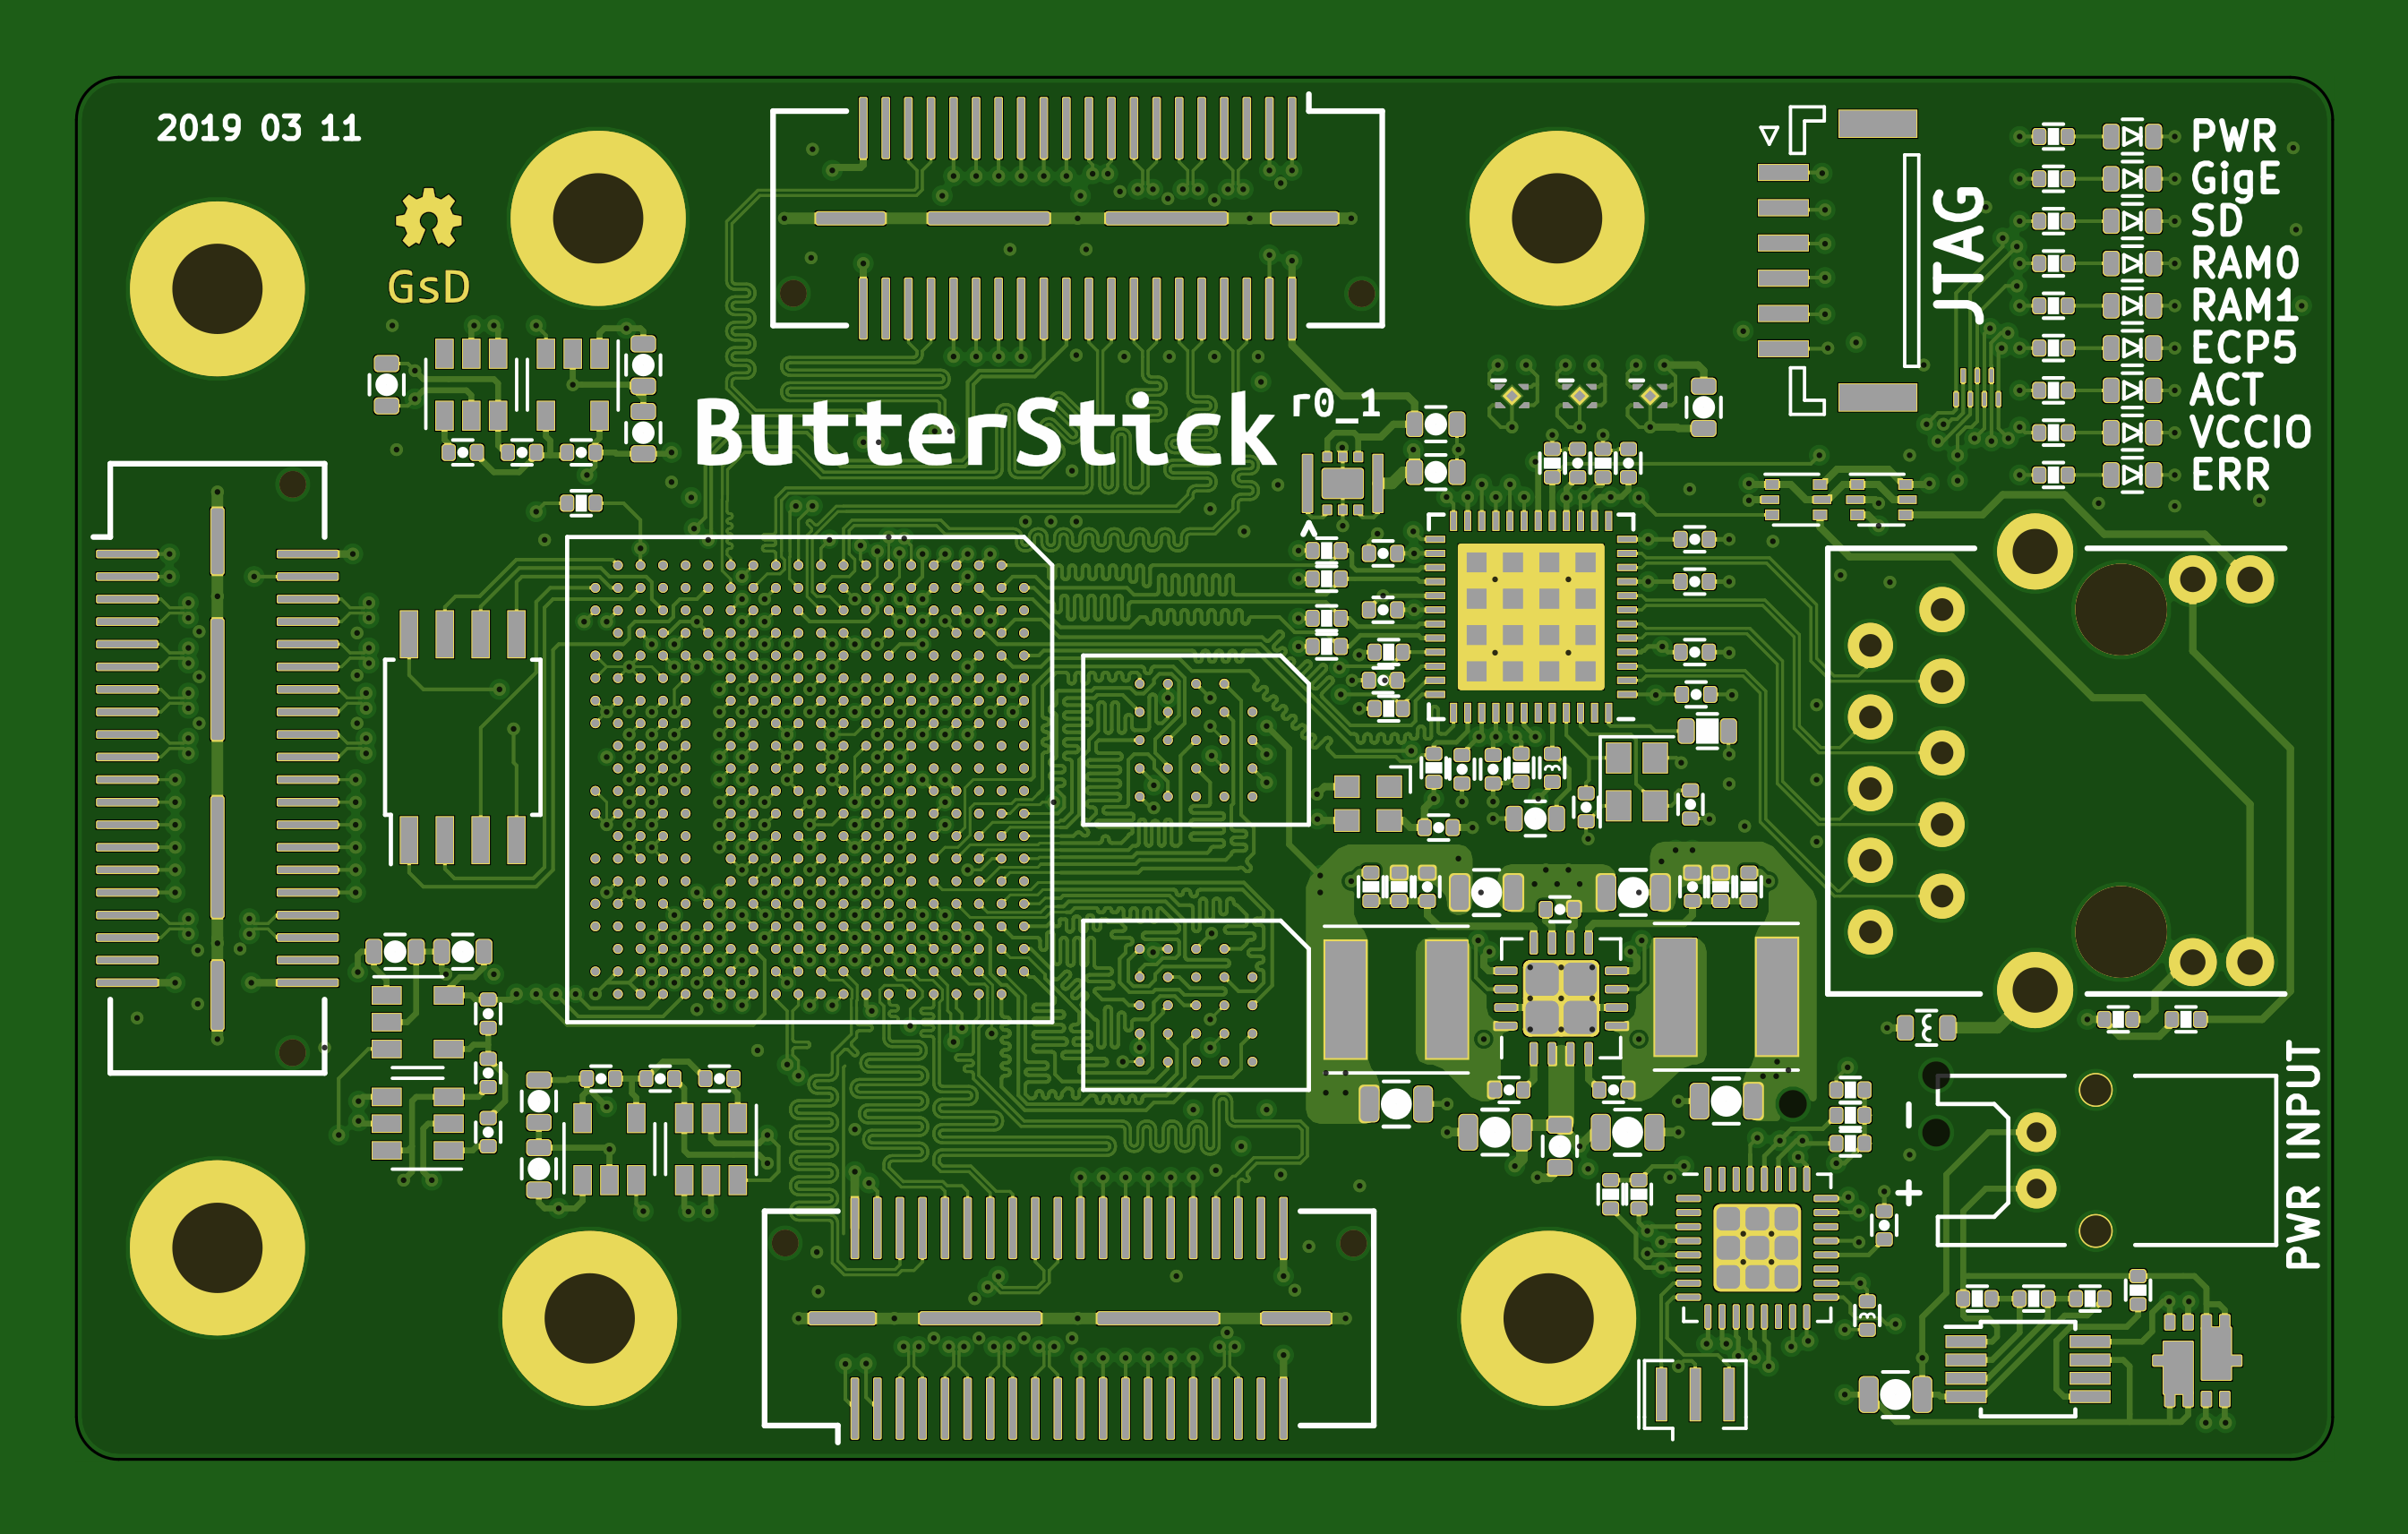 2019 03 11
GsD
ButterStick
r0_1
JTAG
PWR
GigE
SD
RAM0
RAM1
ECP5
ACT
VCCIO
ERR
-
+
PWR INPUT